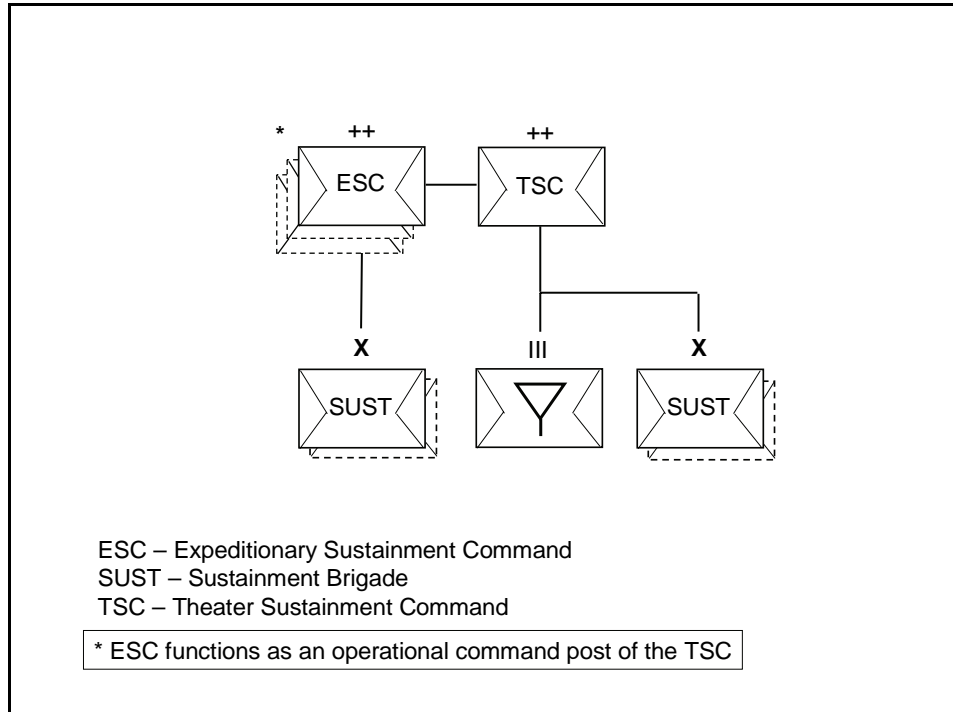 * ++ ++
ESC TSC
X III X
SUST SUST
ESC – Expeditionary Sustainment Command
SUST – Sustainment Brigade
TSC – Theater Sustainment Command
* ESC functions as an operational command post of the TSC